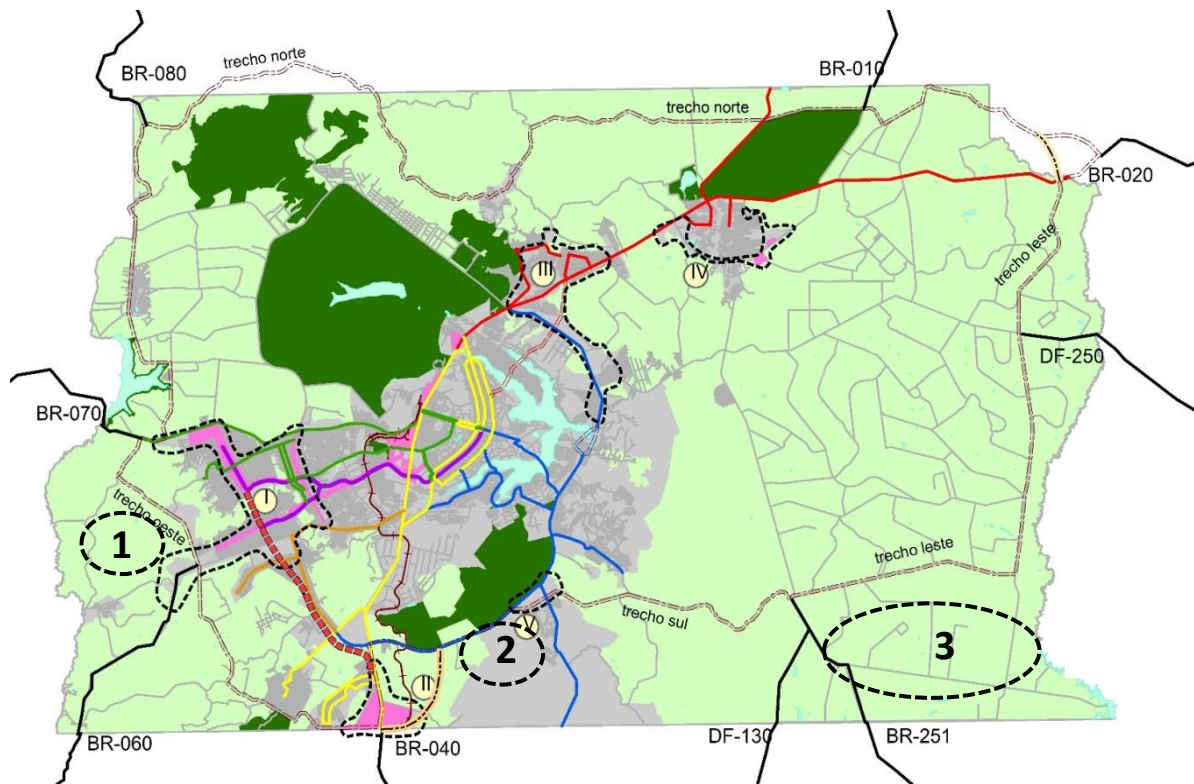 trecho norte
BR-080
BR-010
trecho norte
BR-020
III
IV
trecho leste
DF-250
BR-070
I
trecho oeste
1
trecho leste
trecho sul
V
2
3
II
BR-060
BR-040
DF-130
BR-251